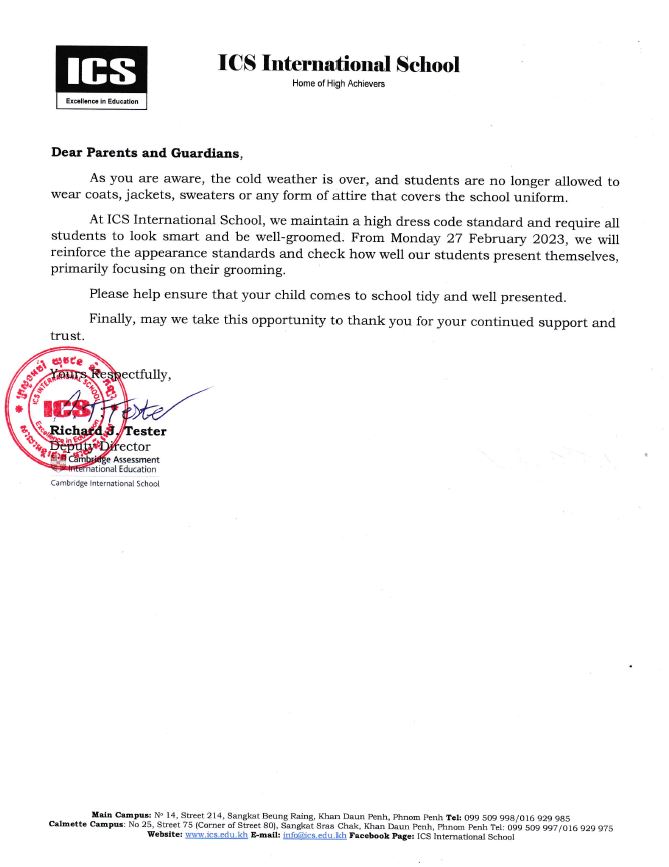 ICS
Excellence in Education
ICS International School
Home of High Achievers
Dear Parents and Guardians,
As you are aware, the cold weather is over, and students are no longer allowed to
wear coats, jackets, sweaters or any form of attire that covers the school uniform.
At ICS International School, we maintain a high dress code standard and require all
students to look smart and be well-groomed. From Monday 27 February 2023, we will
reinforce the appearance standards and check how well our students present themselves,
primarily focusing on their grooming.
Please help ensure that your child comes to school tidy and well presented.
Finally, may we take this opportunity to thank you for your continued support and
trust.
Yours Respectfully,
ICS INTERNATIONAL SCHOOL
ICS
Excellence in Education
Richard J. Tester
Deputy Director
Cambridge Assessment
International Education
Cambridge International School
Main Campus: Nº 14, Street 214, Sangkat Beung Raing, Khan Daun Penh, Phnom Penh Tel: 099 509 998/016 929 985
Calmette Campus: No 25, Street 75 (Corner of Street 80), Sangkat Sras Chak, Khan Daun Penh, Phnom Penh Tel: 099 509 997/016 929 975
Website: www.ics.edu.kh E-mail: info@ics.edu.kh Facebook Page: ICS International School